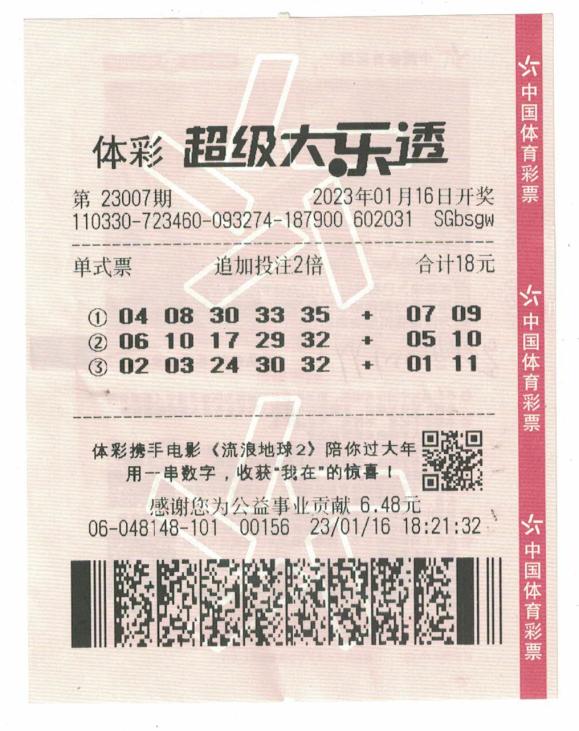 体彩 超级大乐透
第 23007期 2023年01月16日开奖
110330-723460-093274-187900 602031 SGbsgw
单式票 追加投注2倍 合计18元
① 04 08 30 33 35 + 07 09
② 06 10 17 29 32 + 05 10
③ 02 03 24 30 32 + 01 11
体彩携手电影《流浪地球2》陪你过大年
用一串数字，收获“我在”的惊喜！
感谢您为公益事业贡献 6.48元
06-048148-101 00156 23/01/16 18:21:32
中国体育彩票
中国体育彩票
中国体育彩票